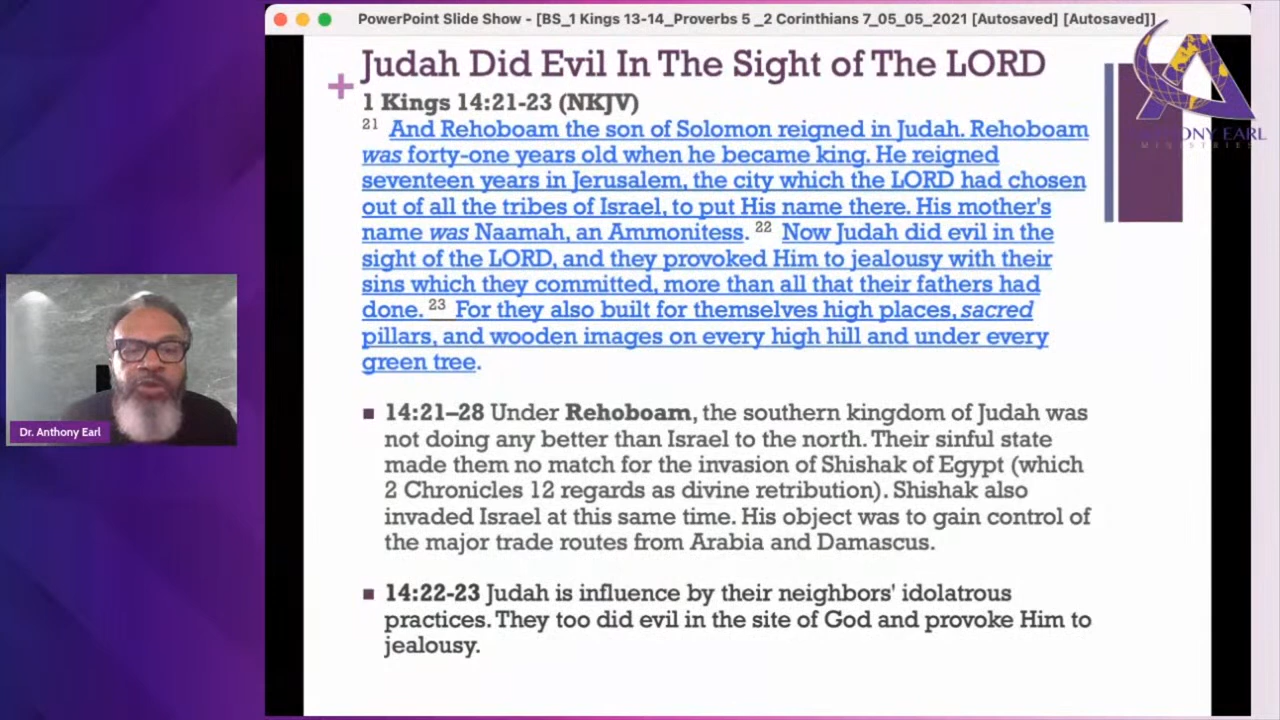 PowerPoint Slide Show - [BS_1 Kings 13-14_Proverbs 5 _2 Corinthians 7_05_05_2021 [Autosaved] [Autosaved]]
Judah Did Evil In The Sight of The LORD
+
1 Kings 14:21-23 (NKJV)
21 And Rehoboam the son of Solomon reigned in Judah. Rehoboam
was forty-one years old when he became king. He reigned
seventeen years in Jerusalem, the city which the LORD had chosen
out of all the tribes of Israel, to put His name there. His mother's
name was Naamah, an Ammonitess. 22 Now Judah did evil in the
sight of the LORD, and they provoked Him to jealousy with their
sins which they committed, more than all that their fathers had
done. 23 For they also built for themselves high places, sacred
pillars, and wooden images on every high hill and under every
green tree.
■ 14:21–28 Under Rehoboam, the southern kingdom of Judah was
not doing any better than Israel to the north. Their sinful state
made them no match for the invasion of Shishak of Egypt (which
2 Chronicles 12 regards as divine retribution). Shishak also
invaded Israel at this same time. His object was to gain control of
the major trade routes from Arabia and Damascus.
■ 14:22-23 Judah is influence by their neighbors' idolatrous
practices. They too did evil in the site of God and provoke Him to
jealousy.
Dr. Anthony Earl
ANTHONY EARL
MINISTRIES